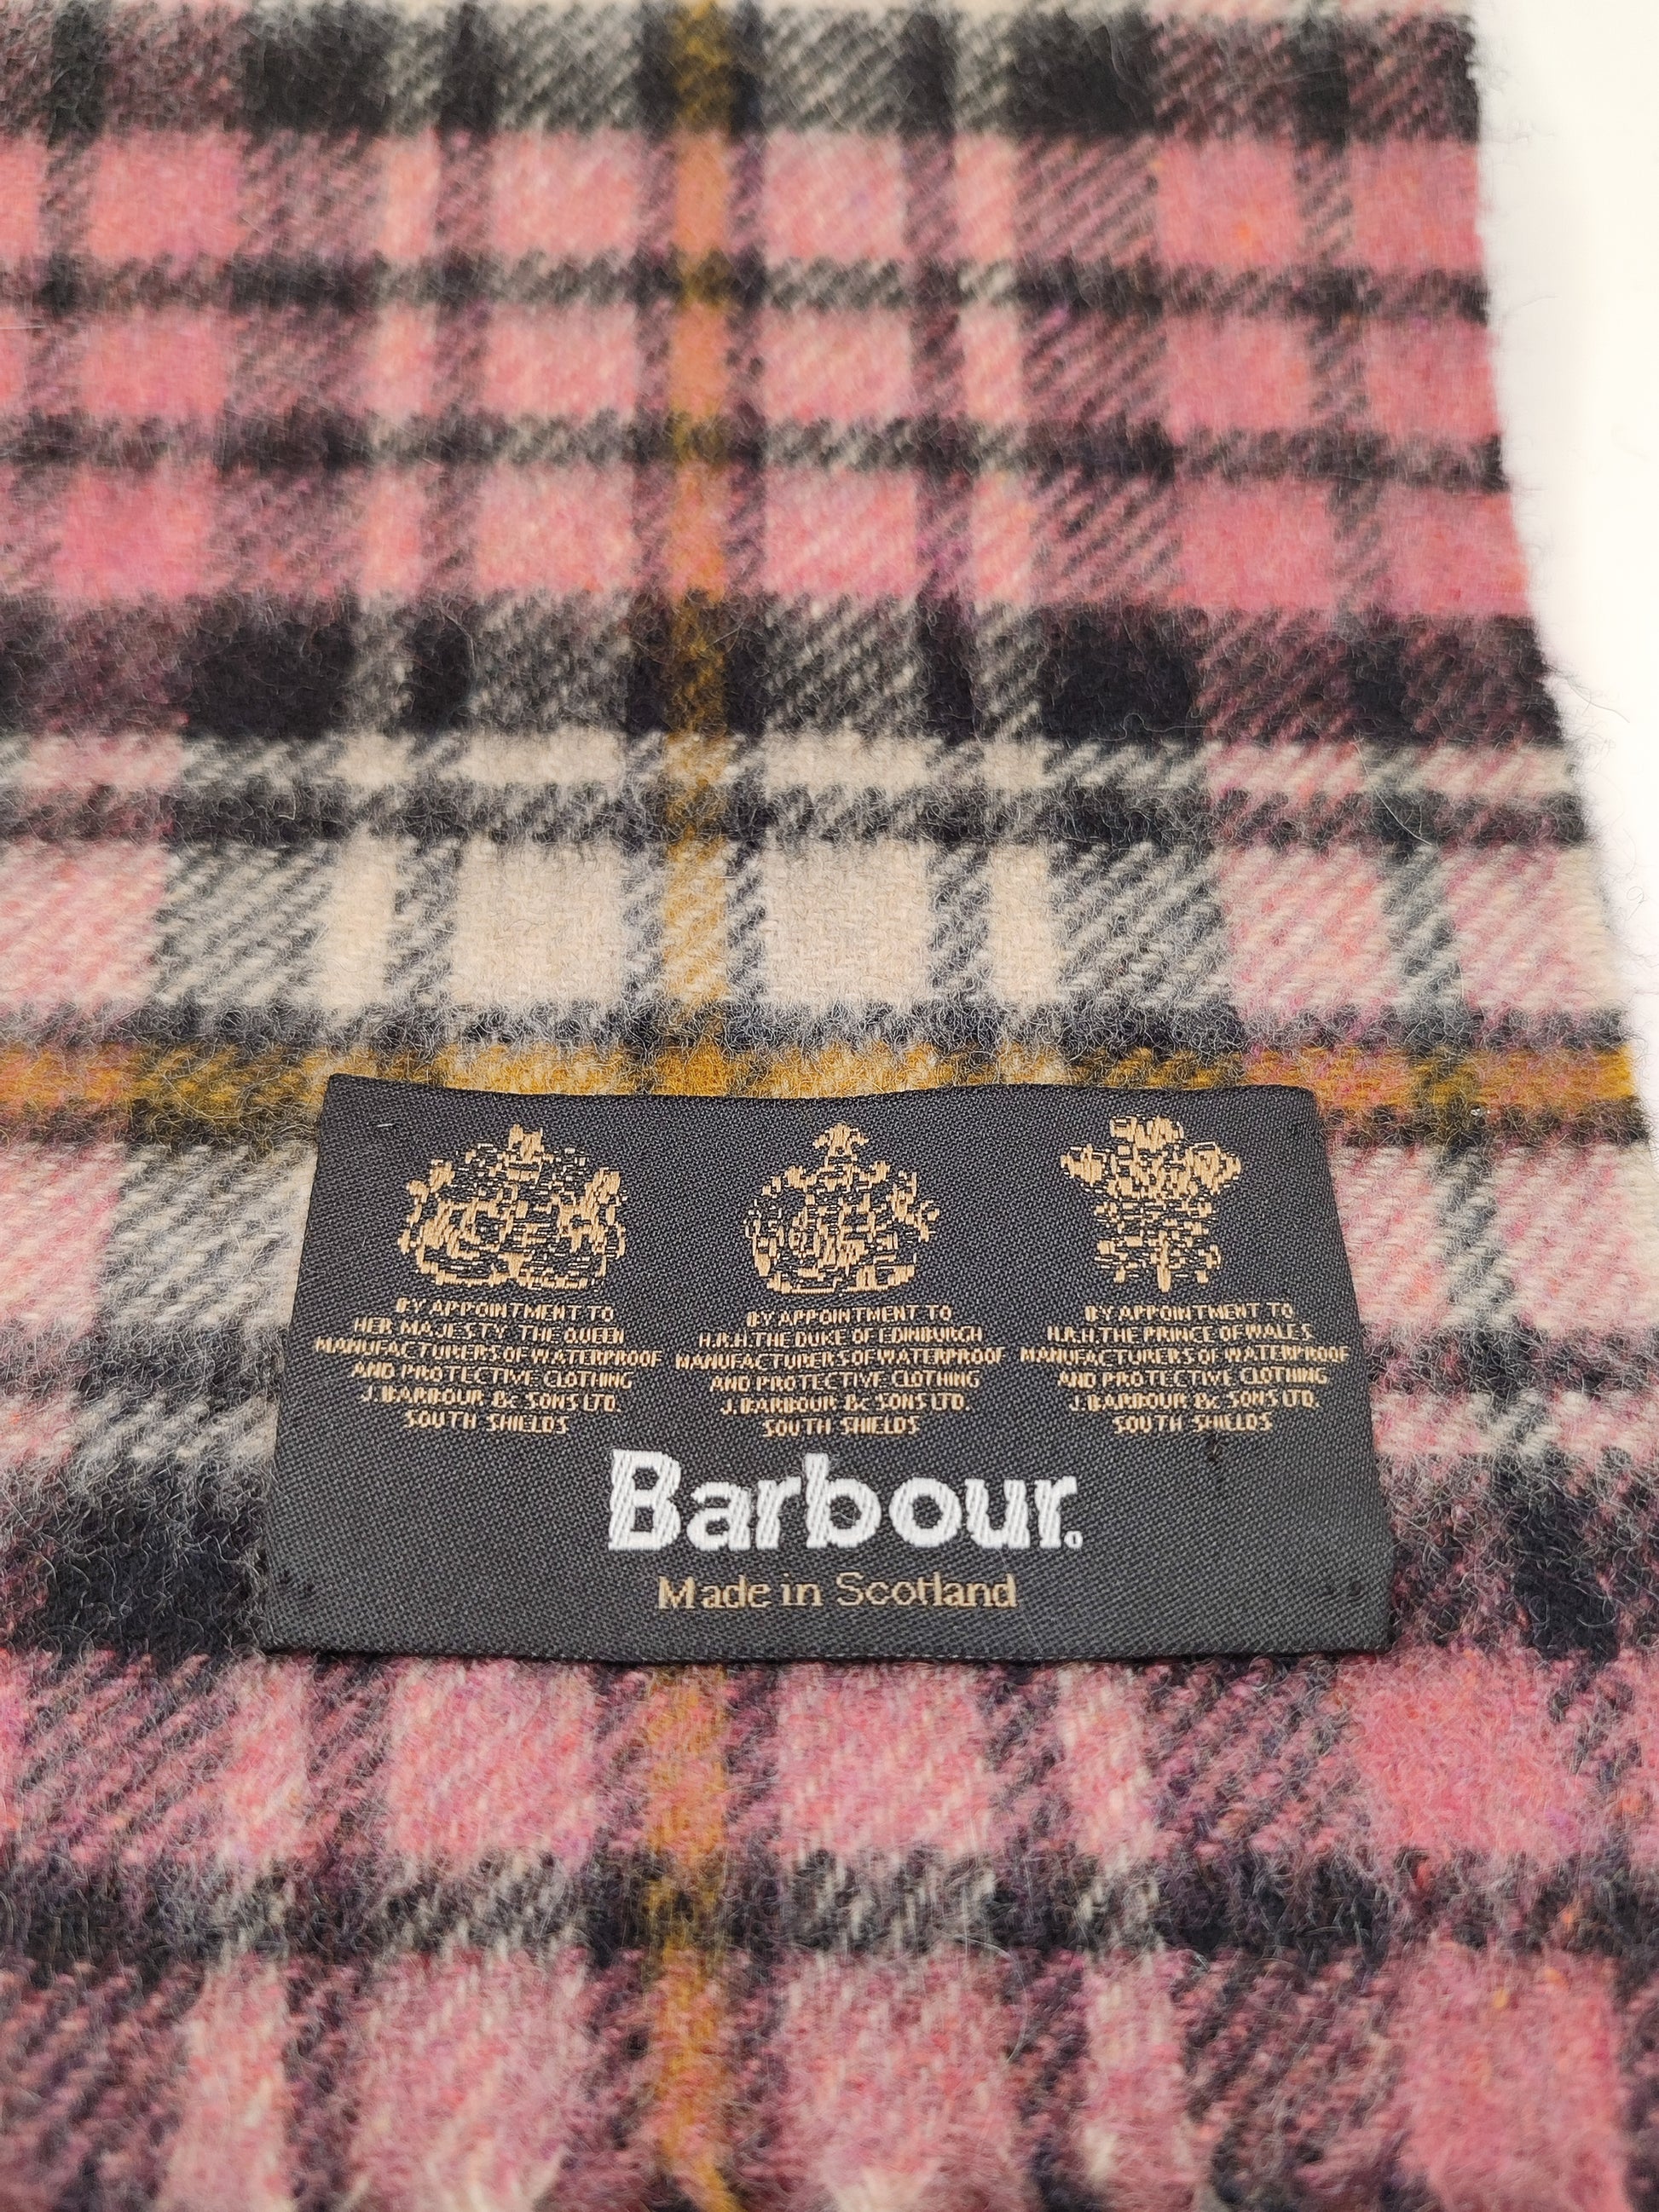 BY APPOINTMENT TO
HER MAJESTY THE QUEEN
MANUFACTURERS OF WATERPROOF
AND PROTECTIVE CLOTHING
J. BARBOUR & SONS LTD.
SOUTH SHIELDS
BY APPOINTMENT TO
H.R.H. THE DUKE OF EDINBURGH
MANUFACTURERS OF WATERPROOF
AND PROTECTIVE CLOTHING
J. BARBOUR & SONS LTD.
SOUTH SHIELDS
BY APPOINTMENT TO
H.R.H. THE PRINCE OF WALES
MANUFACTURERS OF WATERPROOF
AND PROTECTIVE CLOTHING
J. BARBOUR & SONS LTD.
SOUTH SHIELDS
Barbour.
Made in Scotland